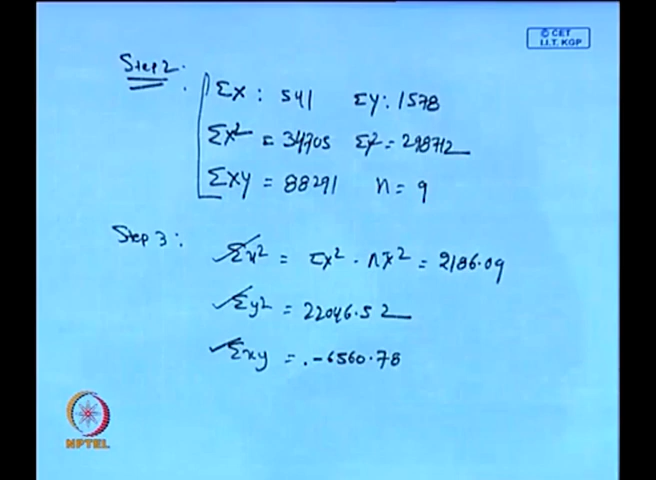 © CET
I.I.T. KGP
Step 2:
ΣX : 541 ΣY : 1578
ΣX² = 34705 ΣY² = 298712
ΣXY = 88291 n = 9
Step 3:
Σx² = ΣX² - nX̄² = 2186.09
Σy² = 22046.52
Σxy = .-6560.78
NPTEL